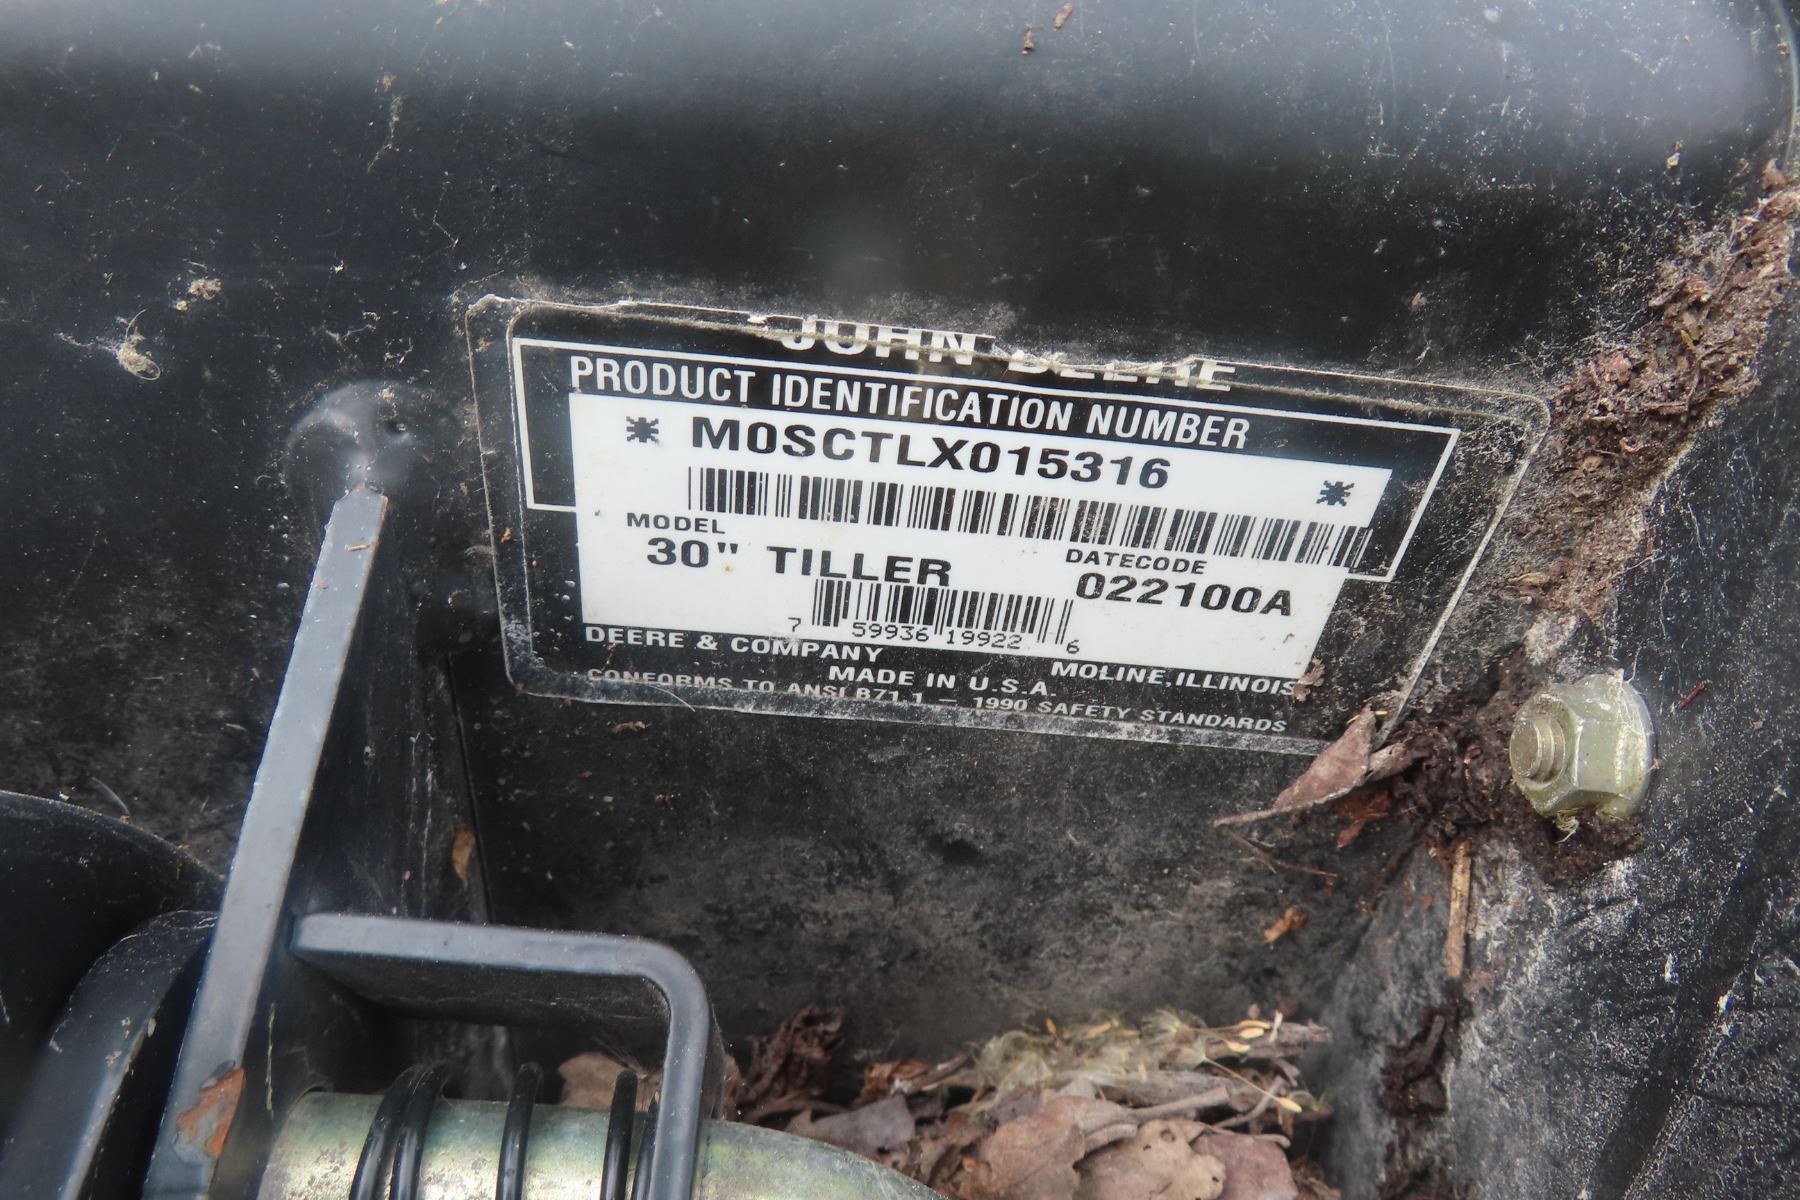 JOHN DEERE
PRODUCT IDENTIFICATION NUMBER
* M0SCTLX015316 *
MODEL
30" TILLER
DATECODE
022100A
7 59936 19922 6
DEERE & COMPANY MOLINE, ILLINOIS
MADE IN U.S.A.
CONFORMS TO ANSI B71.1 – 1990 SAFETY STANDARDS